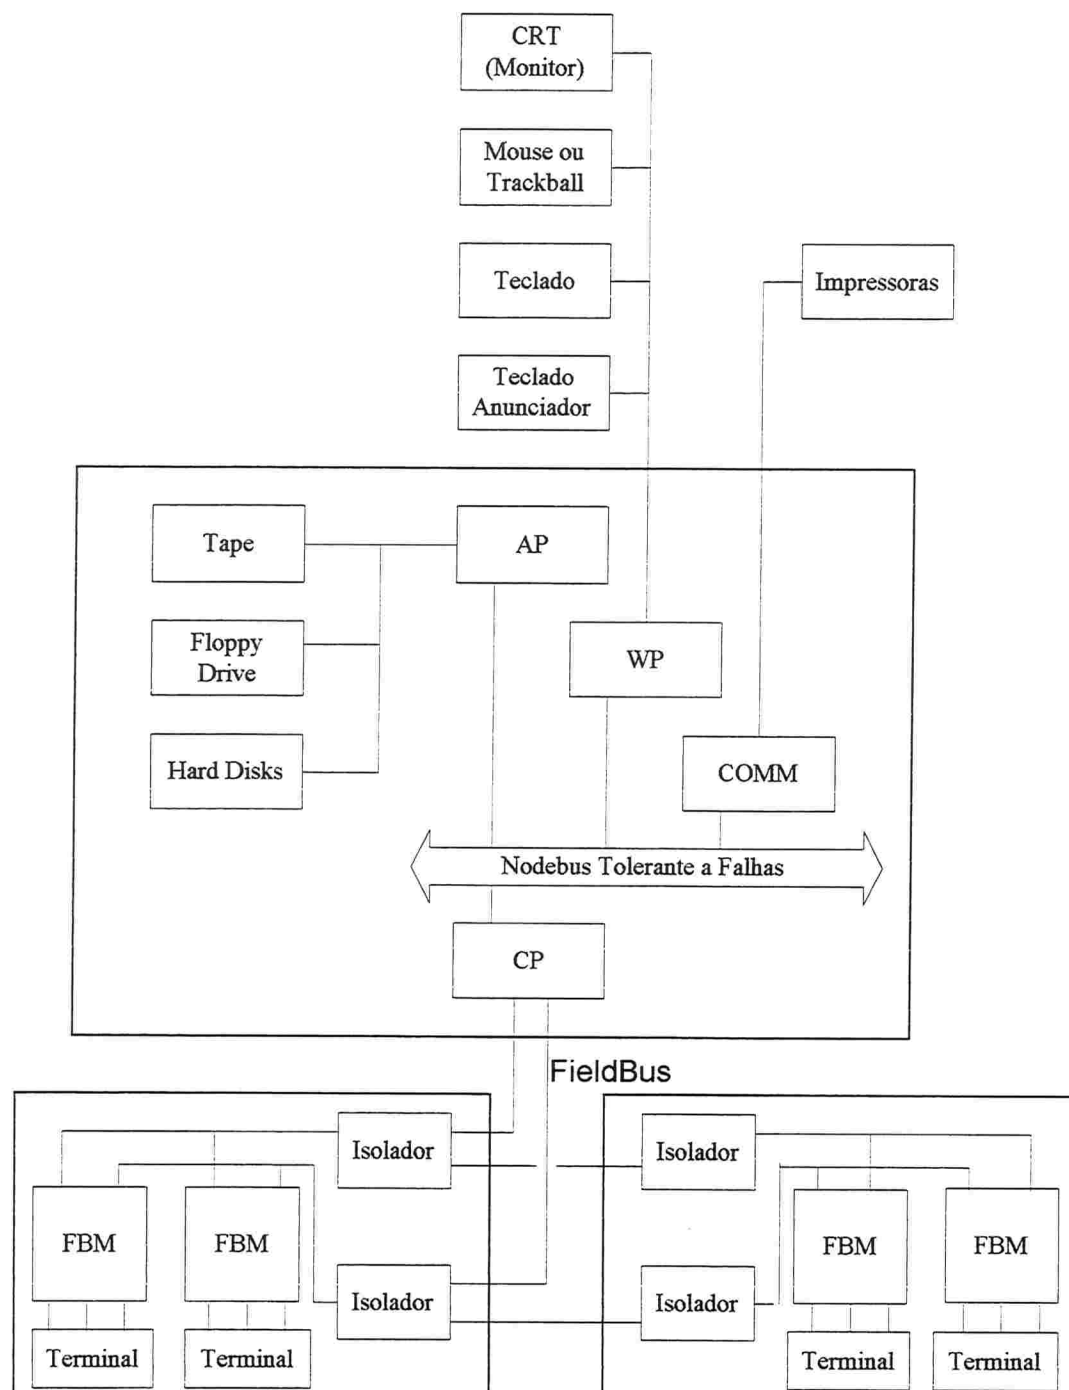 CRT
(Monitor)
Mouse ou
Trackball
Teclado
Impressoras
Teclado
Anunciador
Tape
AP
Floppy
Drive
WP
Hard Disks
COMM
Nodebus Tolerante a Falhas
CP
FieldBus
Isolador
Isolador
FBM
FBM
FBM
FBM
Isolador
Isolador
Terminal
Terminal
Terminal
Terminal